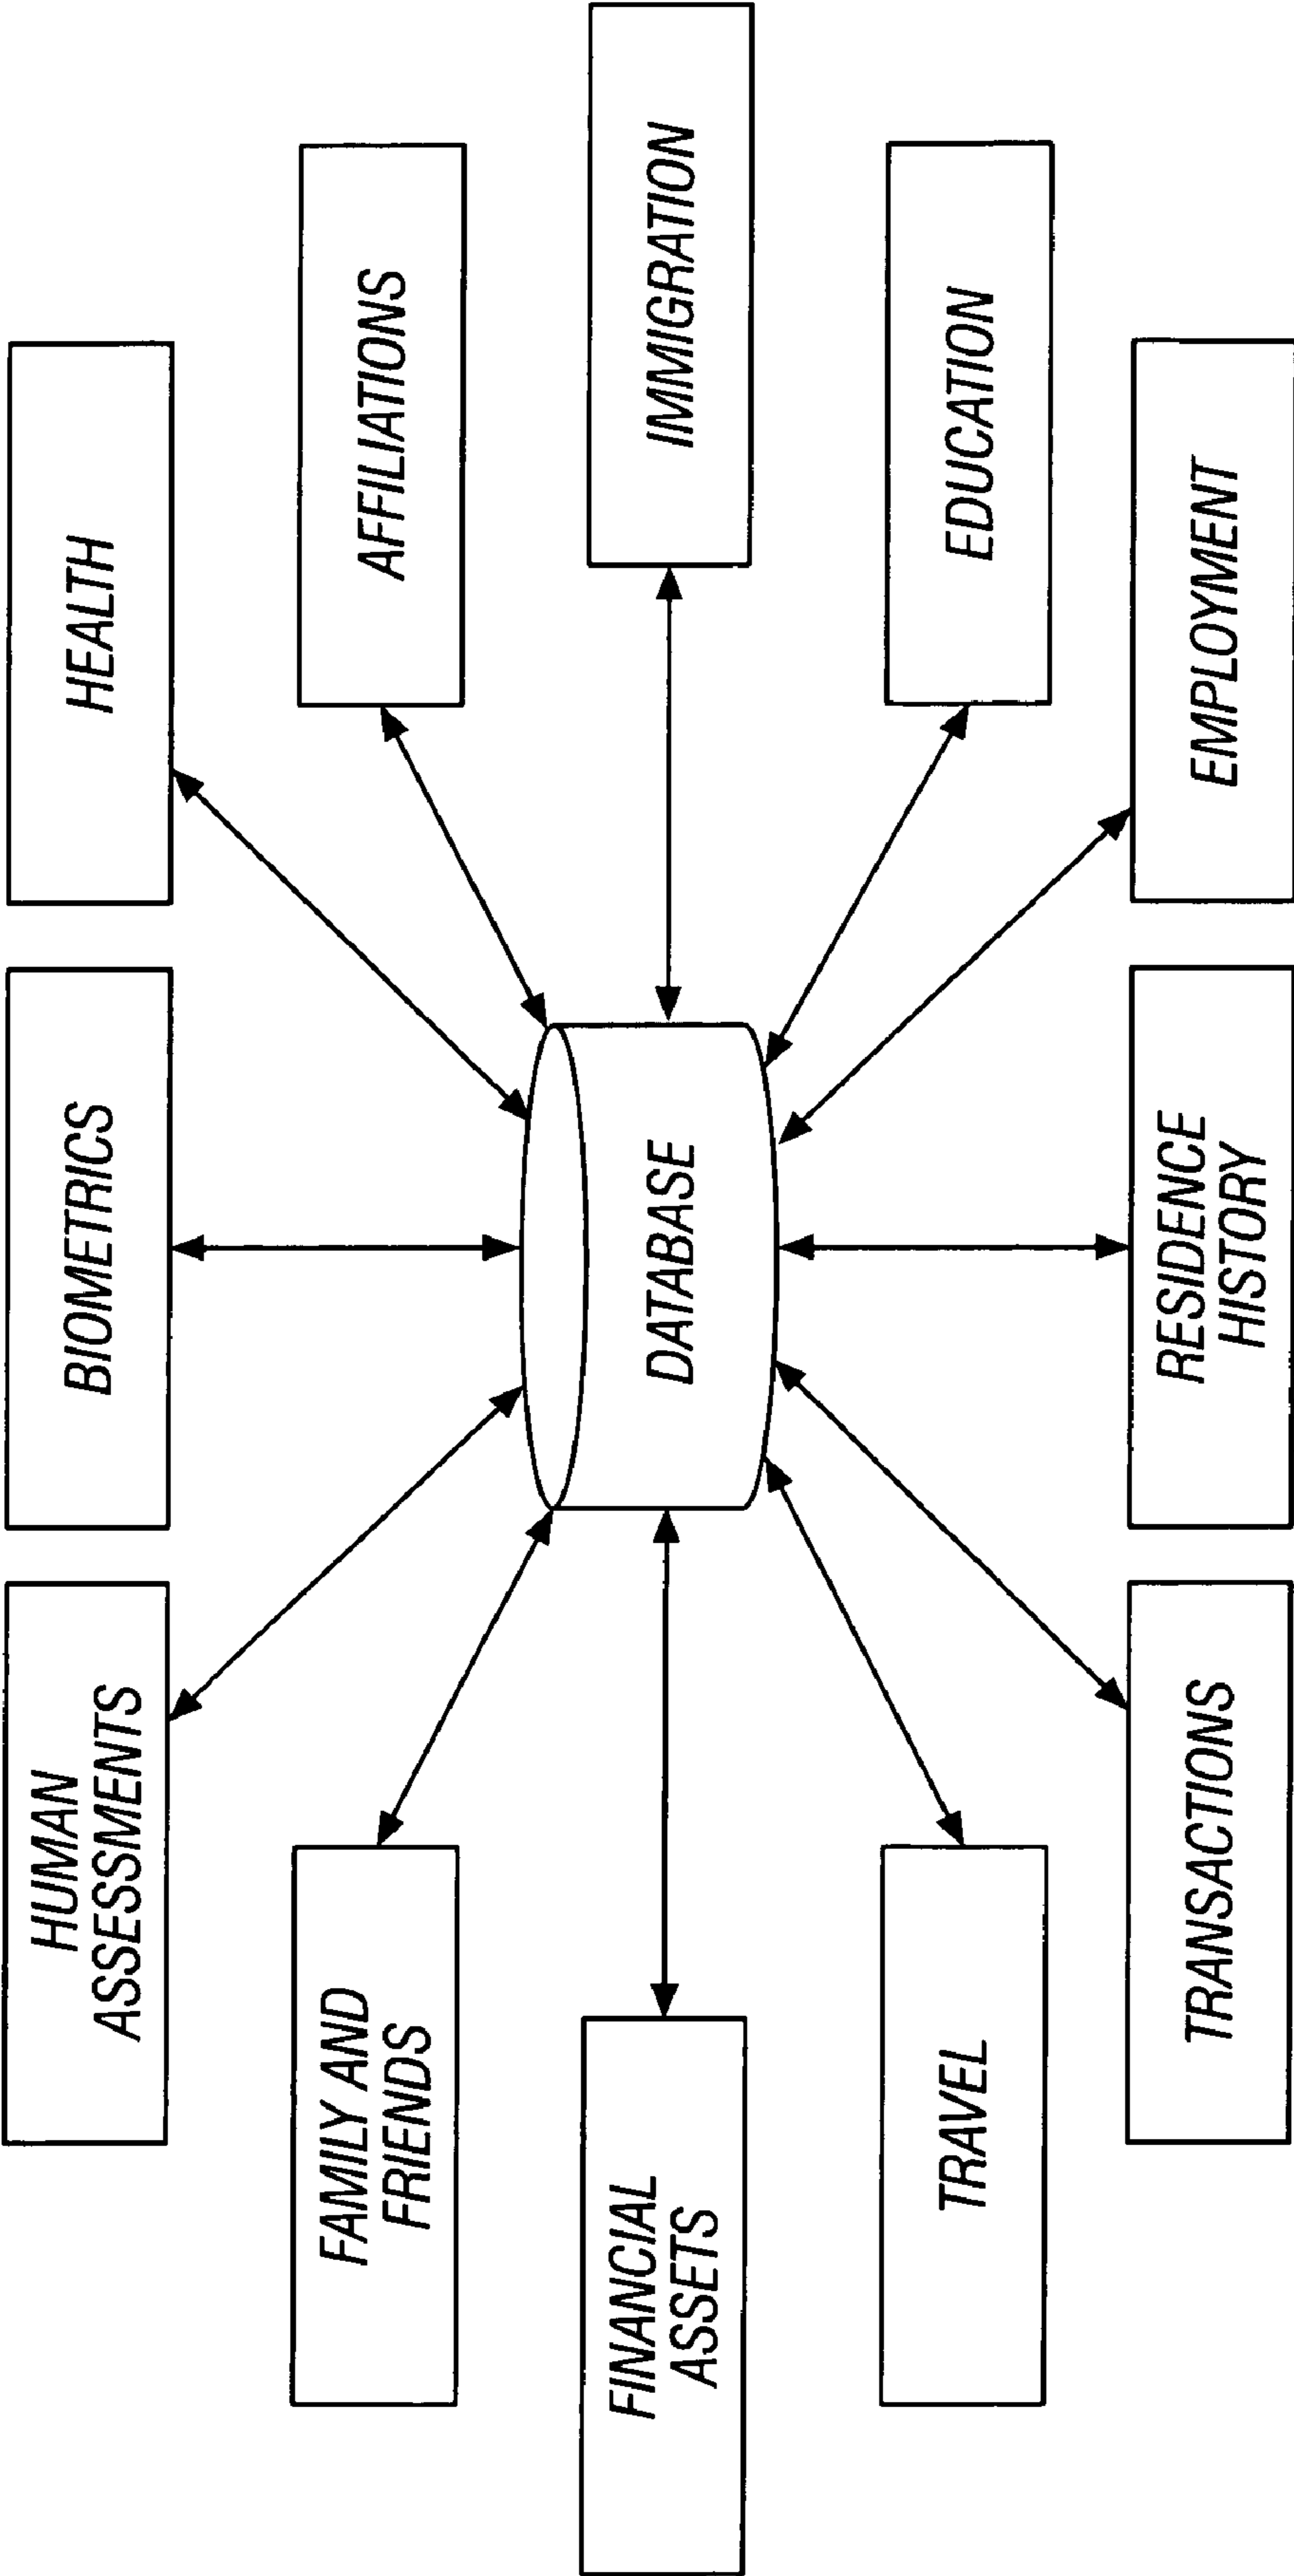 HUMAN
ASSESSMENTS
BIOMETRICS
HEALTH
FAMILY AND
FRIENDS
AFFILIATIONS
FINANCIAL
ASSETS
DATABASE
IMMIGRATION
TRAVEL
EDUCATION
TRANSACTIONS
RESIDENCE
HISTORY
EMPLOYMENT